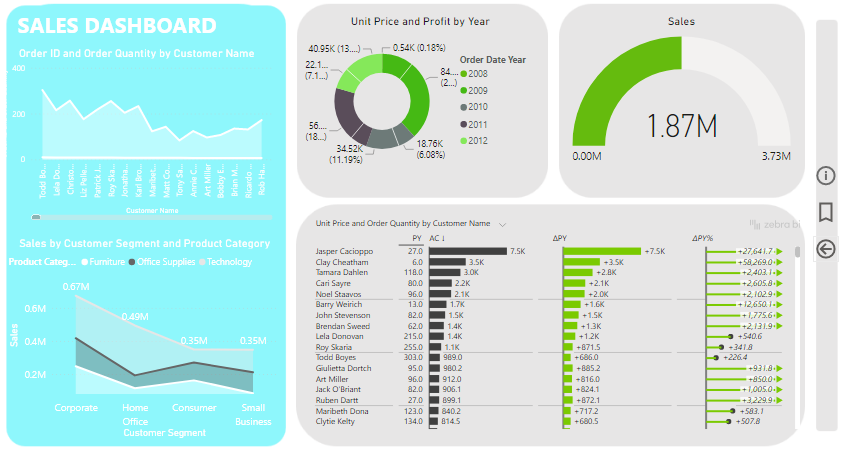 SALES DASHBOARD
Order ID and Order Quantity by Customer Name
400
200
0
Todd Bo...
Lela Do...
Christo...
Liz Pelle...
Patrick J...
Roy Ska...
Jonatha...
Karl Bro...
Market...
Matt Co...
Tony Sa...
Annie C...
Art Miller
Bobby E...
Brian M...
Ricardo ...
Rob Ha...
Customer Name
Sales by Customer Segment and Product Category
Product Categ... Furniture Office Supplies Technology
0.67M
0.6M
0.49M
0.4M
0.35M 0.35M
0.2M
Sales
Corporate Home Office Consumer Small Business
Customer Segment
Unit Price and Profit by Year
40.95K (13....)
0.54K (0.18%)
22.1...
(7.1...)
84....
(2...)
56....
(18...)
34.52K
(11.19%)
18.76K
(6.08%)
Order Date Year
2008
2009
2010
2011
2012
Sales
1.87M
0.00M 3.73M
Unit Price and Order Quantity by Customer Name
zebra bi
PY AC ↓ ΔPY ΔPY%
Jasper Cacioppo 27.0 7.5K +7.5K +27,641.7
Clay Cheatham 6.0 3.5K +3.5K +58,269.0
Tamara Dahlen 118.0 3.0K +2.8K +2,403.1
Cari Sayre 80.0 2.2K +2.1K +2,605.8
Noel Staavos 96.0 2.1K +2.0K +2,102.9
Barry Weirich 13.0 1.7K +1.6K +12,650.1
John Stevenson 82.0 1.5K +1.5K +1,775.6
Brendan Sweed 62.0 1.4K +1.3K +2,131.9
Lela Donovan 215.0 1.4K +1.2K +540.6
Roy Skaria 255.0 1.1K +871.5 +341.8
Todd Boyes 303.0 989.0 +686.0 +226.4
Giulietta Dortch 95.0 980.2 +885.2 +931.8
Art Miller 96.0 912.0 +816.0 +850.0
Jack O'Briant 82.0 906.1 +824.1 +1,005.0
Ruben Dartt 27.0 899.1 +872.1 +3,229.9
Maribeth Dona 123.0 840.2 +717.2 +583.1
Clytie Kelty 134.0 814.5 +680.5 +507.8